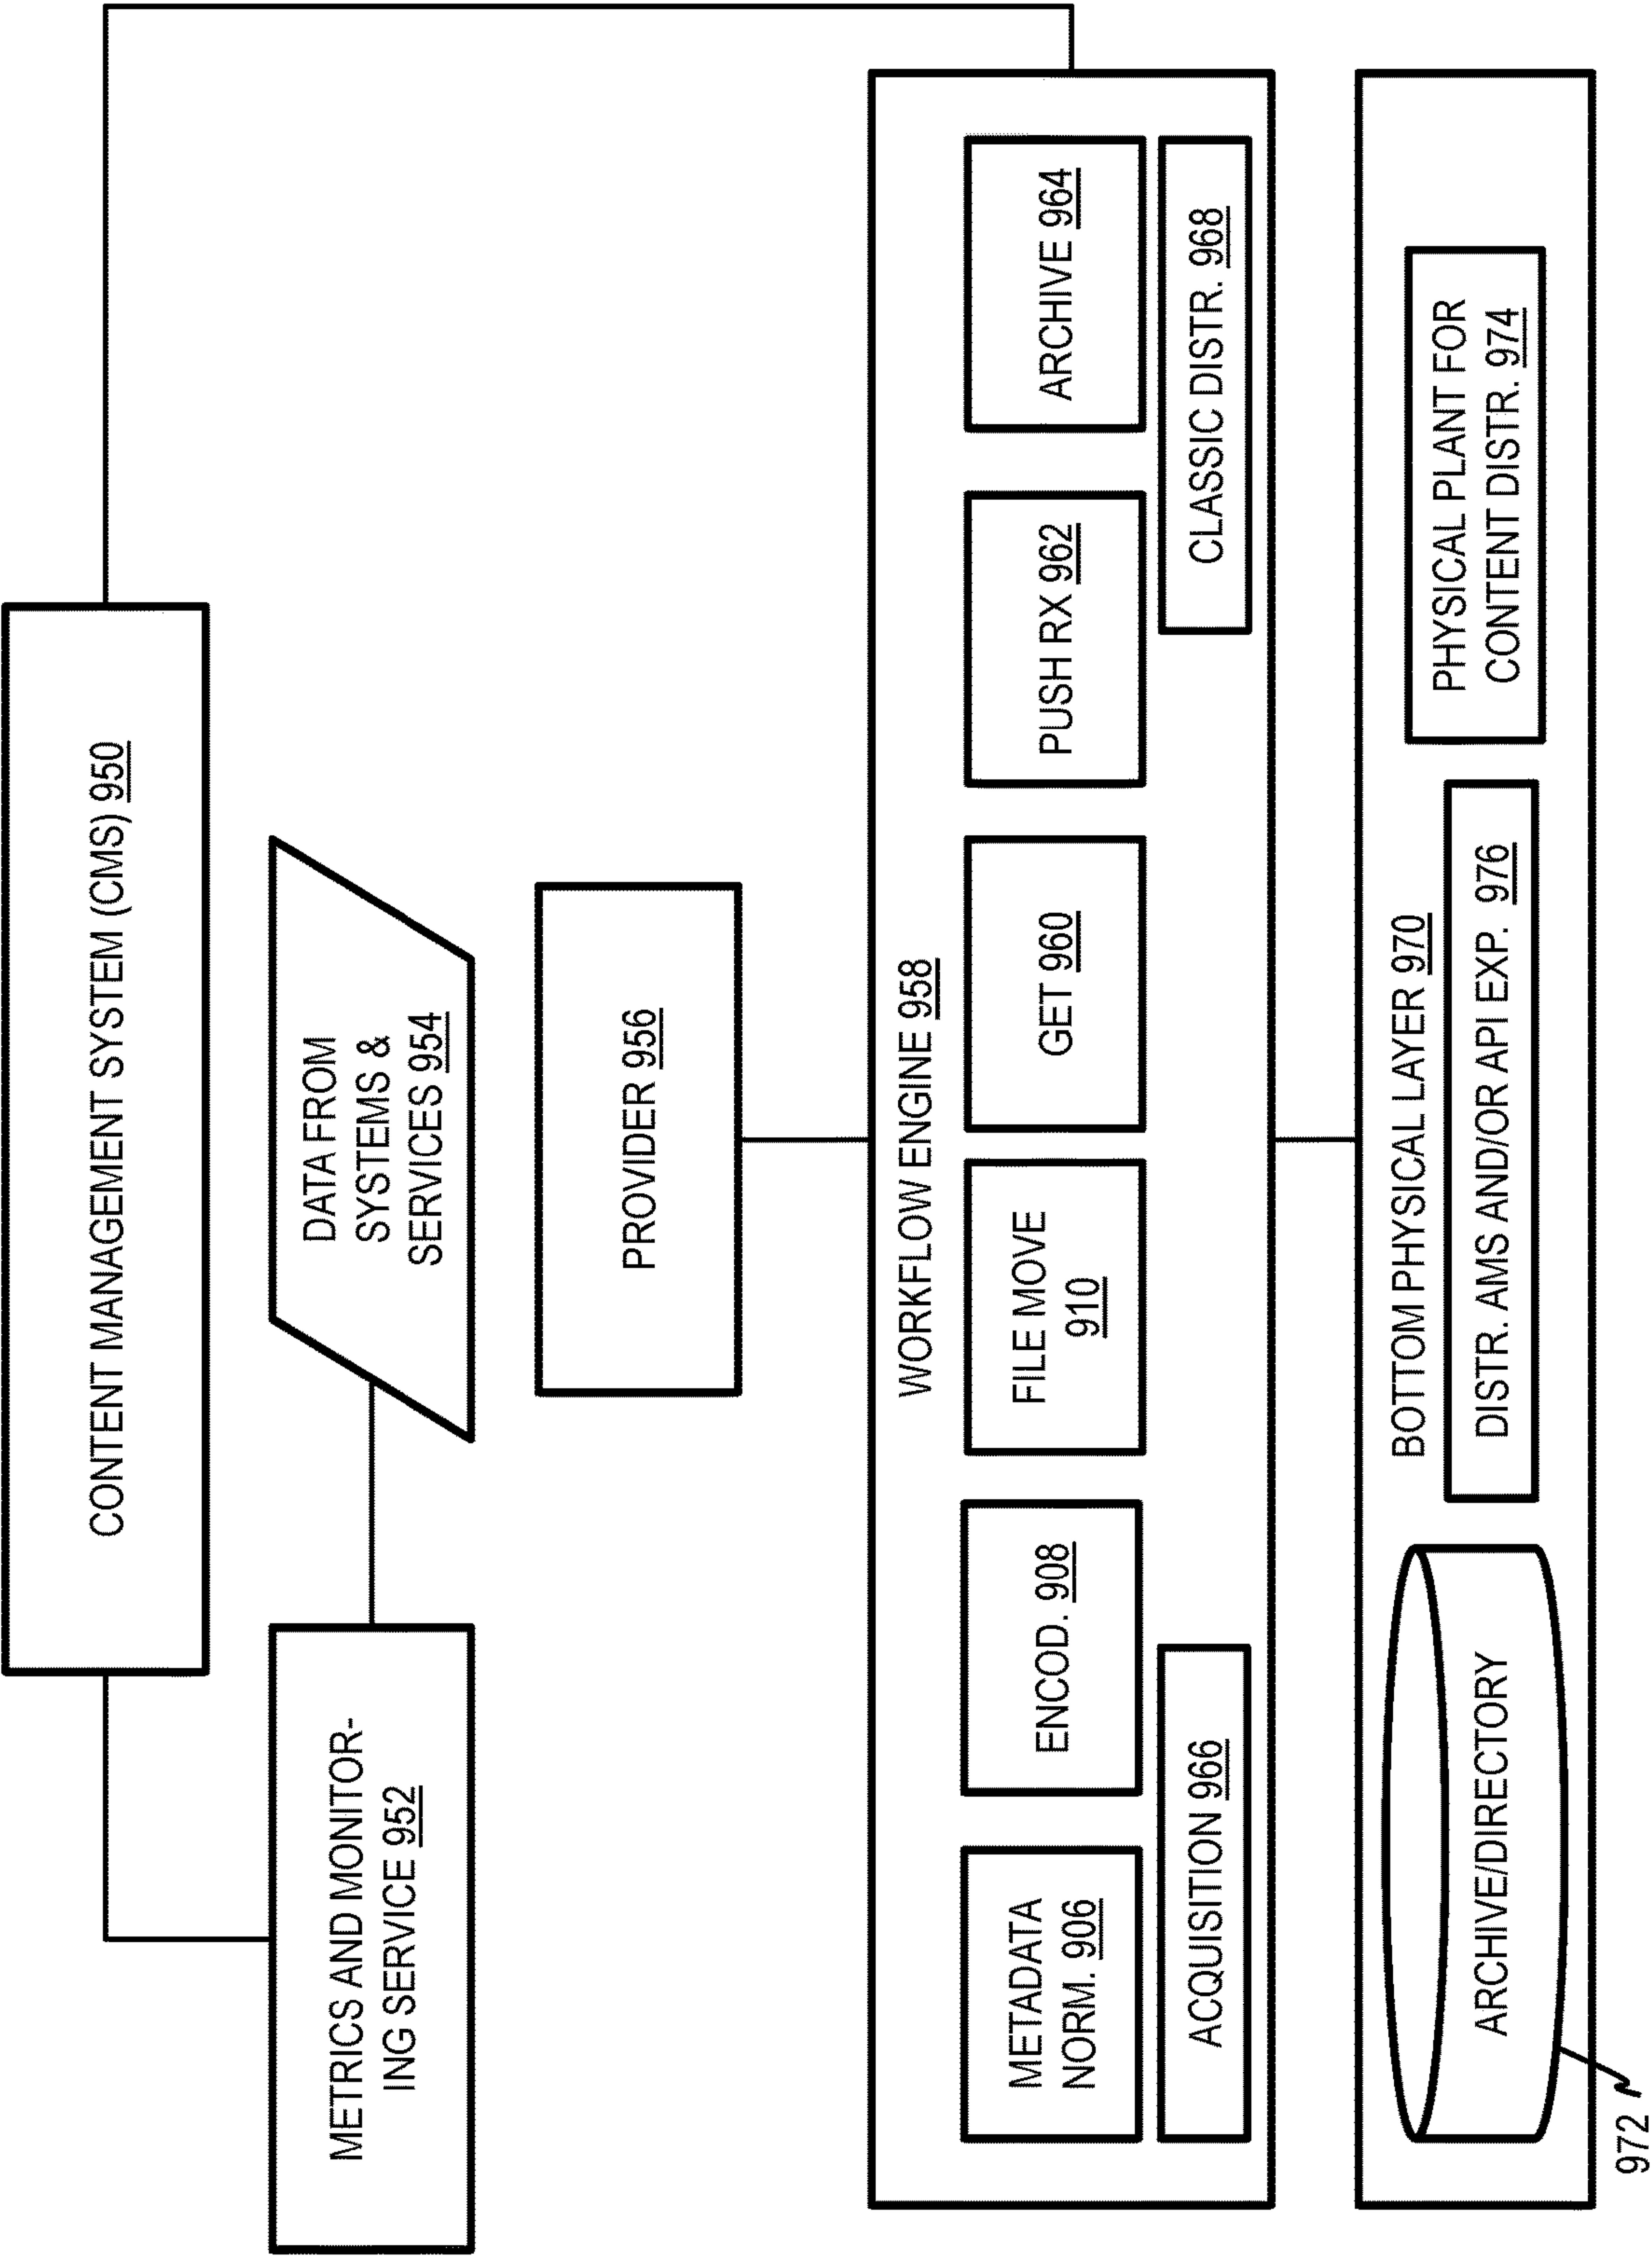 CONTENT MANAGEMENT SYSTEM (CMS) 950
METRICS AND MONITOR-
ING SERVICE 952
DATA FROM
SYSTEMS &
SERVICES 954
PROVIDER 956
WORKFLOW ENGINE 958
METADATA
NORM. 906
ENCOD. 908
FILE MOVE
910
GET 960
PUSH RX 962
ARCHIVE 964
ACQUISITION 966
CLASSIC DISTR. 968
BOTTOM PHYSICAL LAYER 970
ARCHIVE/DIRECTORY
DISTR. AMS AND/OR API EXP. 976
PHYSICAL PLANT FOR
CONTENT DISTR. 974
972